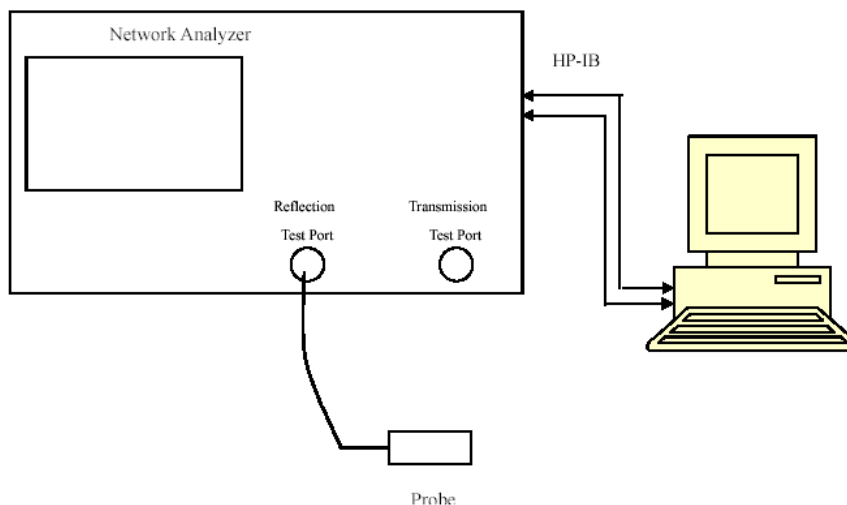 Network Analyzer
HP-IB
Reflection
Test Port
Transmission
Test Port
Probe